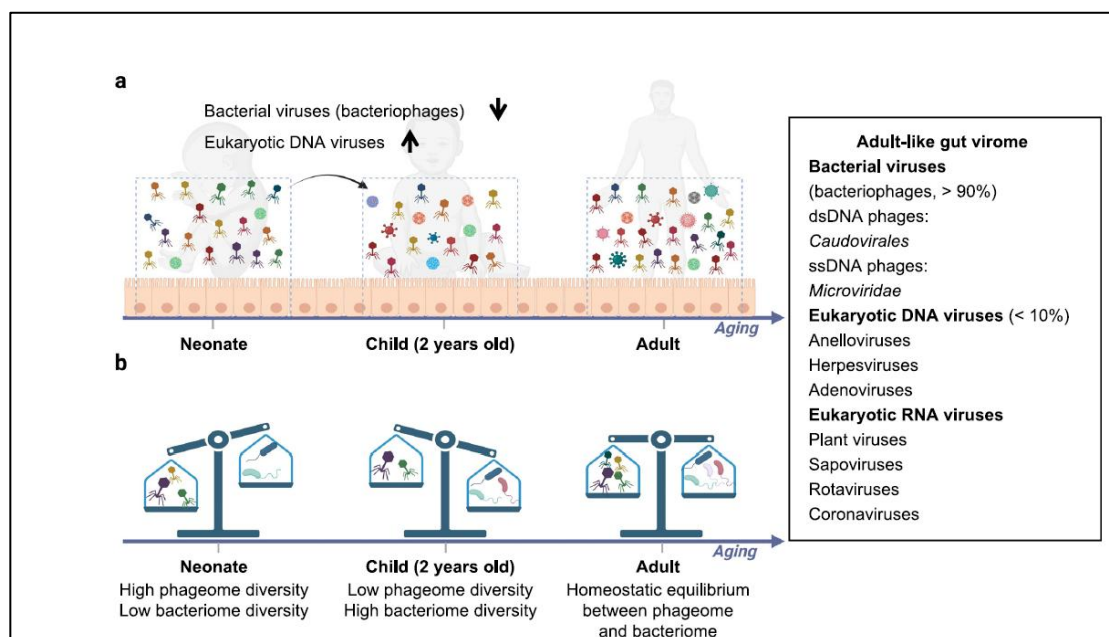 a
Bacterial viruses (bacteriophages)
Eukaryotic DNA viruses
Aging
Neonate
Child (2 years old)
Adult
b
Aging
Neonate
High phageome diversity
Low bacteriome diversity
Child (2 years old)
Low phageome diversity
High bacteriome diversity
Adult
Homeostatic equilibrium
between phageome
and bacteriome
Adult-like gut virome
Bacterial viruses
(bacteriophages, > 90%)
dsDNA phages:
Caudovirales
ssDNA phages:
Microviridae
Eukaryotic DNA viruses (< 10%)
Anelloviruses
Herpesviruses
Adenoviruses
Eukaryotic RNA viruses
Plant viruses
Sapoviruses
Rotaviruses
Coronaviruses